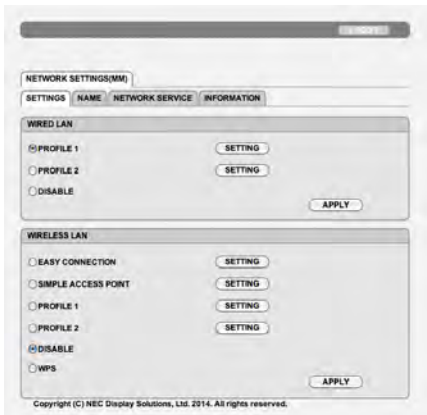 LOGOFF
NETWORK SETTINGS(MM)
SETTINGS NAME NETWORK SERVICE INFORMATION
WIRED LAN
PROFILE 1 SETTING
PROFILE 2 SETTING
DISABLE
APPLY
WIRELESS LAN
EASY CONNECTION SETTING
SIMPLE ACCESS POINT SETTING
PROFILE 1 SETTING
PROFILE 2 SETTING
DISABLE
WPS
APPLY
Copyright (C) NEC Display Solutions, Ltd. 2014. All rights reserved.